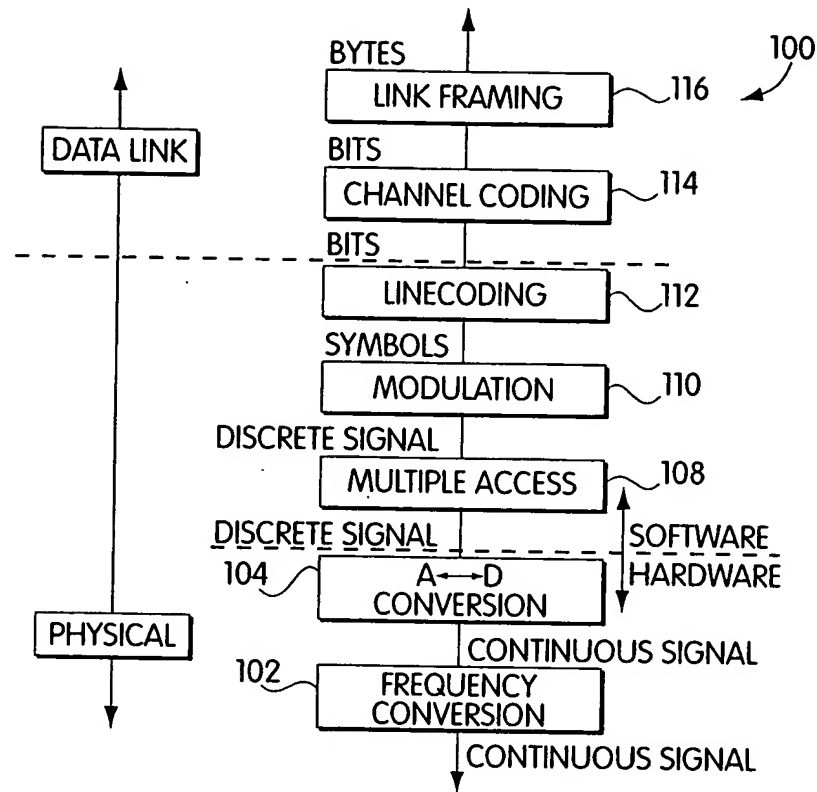 BYTES
100
LINK FRAMING
116
DATA LINK
BITS
CHANNEL CODING
114
BITS
LINECODING
112
SYMBOLS
MODULATION
110
DISCRETE SIGNAL
MULTIPLE ACCESS
108
DISCRETE SIGNAL
SOFTWARE
HARDWARE
104
A↔D
CONVERSION
PHYSICAL
CONTINUOUS SIGNAL
102
FREQUENCY
CONVERSION
CONTINUOUS SIGNAL